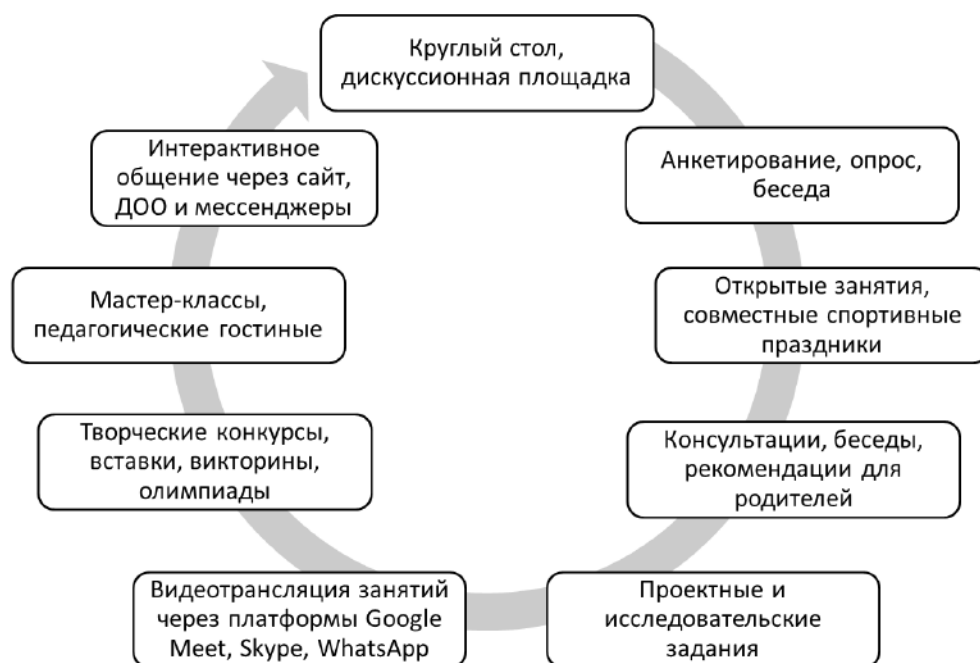 Круглый стол,
дискуссионная площадка
Анкетирование, опрос,
беседа
Открытые занятия,
совместные спортивные
праздники
Консультации, беседы,
рекомендации для
родителей
Проектные и
исследовательские
задания
Видеотрансляция занятий
через платформы Google
Meet, Skype, WhatsApp
Творческие конкурсы,
вставки, викторины,
олимпиады
Мастер-классы,
педагогические гостиные
Интерактивное
общение через сайт,
ДОО и мессенджеры